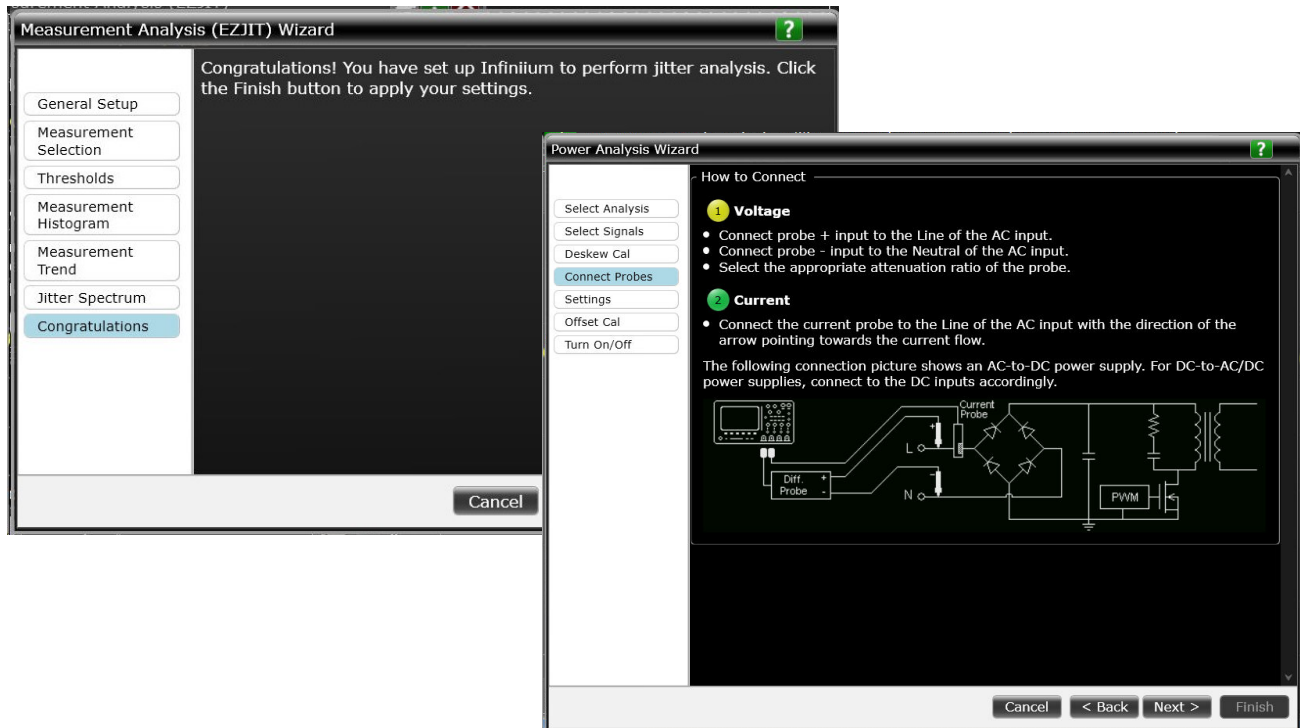 Measurement Analysis (EZJIT) Wizard
?
General Setup
Measurement
Selection
Thresholds
Measurement
Histogram
Measurement
Trend
Jitter Spectrum
Congratulations
Congratulations! You have set up Infiniium to perform jitter analysis. Click
the Finish button to apply your settings.
Cancel
Power Analysis Wizard
?
Select Analysis
Select Signals
Deskew Cal
Connect Probes
Settings
Offset Cal
Turn On/Off
How to Connect
1 Voltage
• Connect probe + input to the Line of the AC input.
• Connect probe - input to the Neutral of the AC input.
• Select the appropriate attenuation ratio of the probe.
2 Current
• Connect the current probe to the Line of the AC input with the direction of the
arrow pointing towards the current flow.
The following connection picture shows an AC-to-DC power supply. For DC-to-AC/DC
power supplies, connect to the DC inputs accordingly.
Current
Probe
+
L
Diff. +
Probe -
-
N
PWM
Cancel
< Back
Next >
Finish